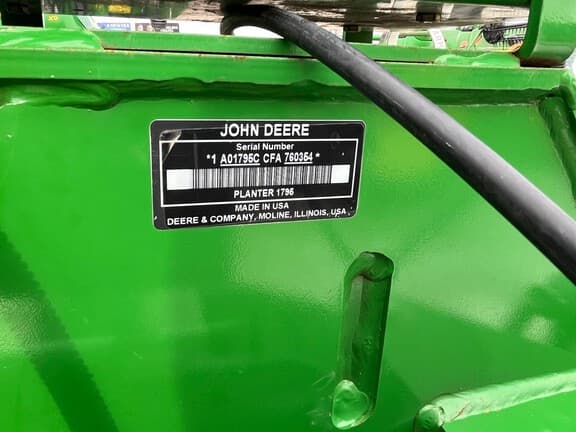 JOHN DEERE
Serial Number
*1 A01795C CFA 760354 *
PLANTER 1795
MADE IN USA
DEERE & COMPANY, MOLINE, ILLINOIS, USA